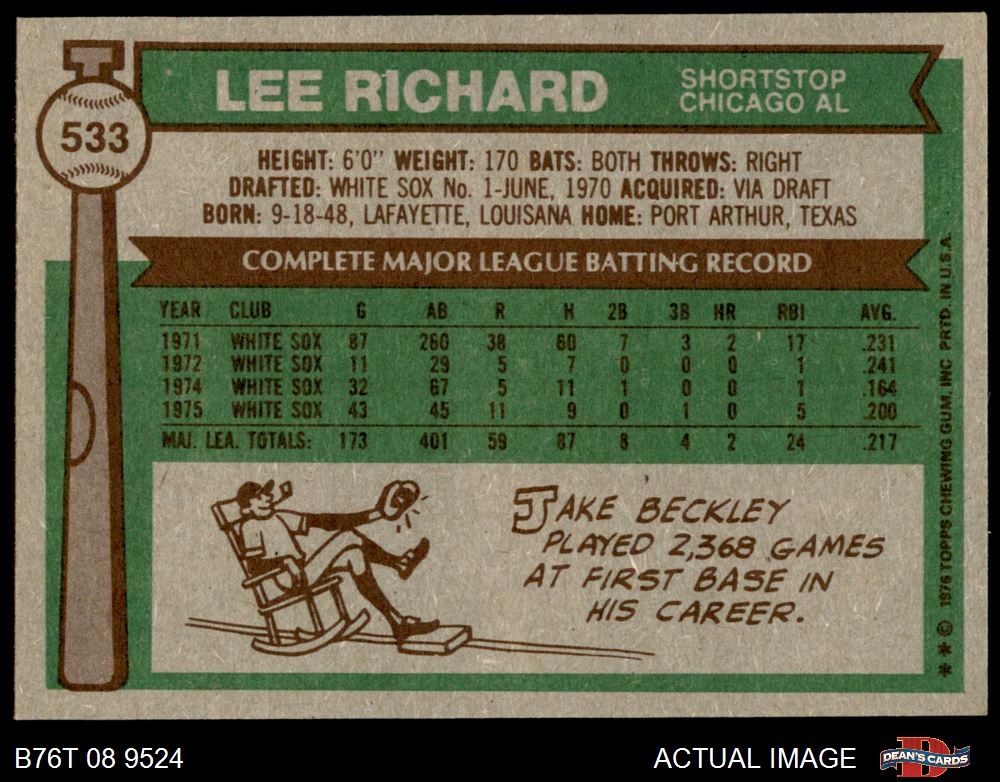 533
LEE RICHARD
SHORTSTOP
CHICAGO AL
HEIGHT: 6'0" WEIGHT: 170 BATS: BOTH THROWS: RIGHT
DRAFTED: WHITE SOX No. 1-JUNE, 1970 ACQUIRED: VIA DRAFT
BORN: 9-18-48, LAFAYETTE, LOUISANA HOME: PORT ARTHUR, TEXAS
COMPLETE MAJOR LEAGUE BATTING RECORD
YEAR CLUB G AB R H 2B 3B HR RBI AVG.
1971 WHITE SOX 87 260 38 60 7 3 2 17 .231
1972 WHITE SOX 11 29 5 7 0 0 0 1 .241
1974 WHITE SOX 32 67 5 11 1 0 0 1 .164
1975 WHITE SOX 43 45 11 9 0 1 0 5 .200
MAJ. LEA. TOTALS: 173 401 59 87 8 4 2 24 .217
JAKE BECKLEY
PLAYED 2,368 GAMES
AT FIRST BASE IN
HIS CAREER.
** © 1976 TOPPS CHEWING GUM, INC PRTD. IN U.S.A.
B76T 08 9524
ACTUAL IMAGE
D
DEAN'S CARDS